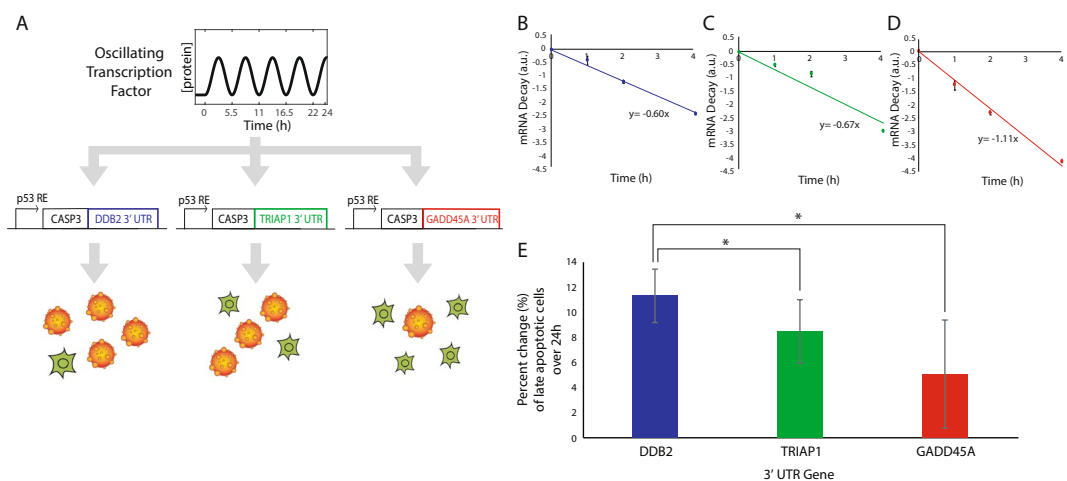 A
Oscillating
Transcription
Factor
[protein]
0 5.5 11 16.5 22 24
Time (h)
p53 RE
CASP3 DDB2 3' UTR
p53 RE
CASP3 TRIAP1 3' UTR
p53 RE
CASP3 GADD45A 3' UTR
B
mRNA Decay (a.u.)
0.5
0
-0.5
-1
-1.5
-2
-2.5
-3
-3.5
-4
-4.5
0 1 2 4
y= -0.60x
Time (h)
C
mRNA Decay (a.u.)
0.5
0
-0.5
-1
-1.5
-2
-2.5
-3
-3.5
-4
-4.5
0 1 2 4
y= -0.67x
Time (h)
D
mRNA Decay (a.u.)
0.5
0
-0.5
-1
-1.5
-2
-2.5
-3
-3.5
-4
-4.5
0 1 2 4
y= -1.11x
Time (h)
E
Percent change (%)
of late apoptotic cells
over 24h
14
12
10
8
6
4
2
0
*
*
DDB2 TRIAP1 GADD45A
3' UTR Gene